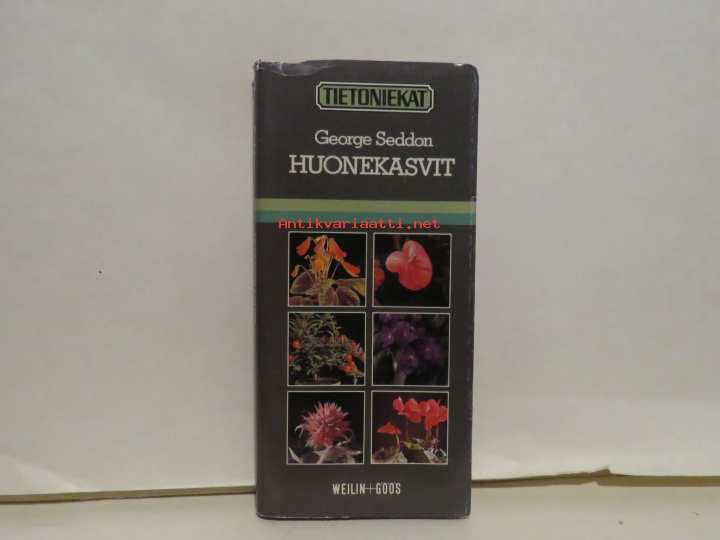 TIETONIEKAT
George Seddon
HUONEKASVIT
Antikvariaatti.net
WEILIN+GÖÖS